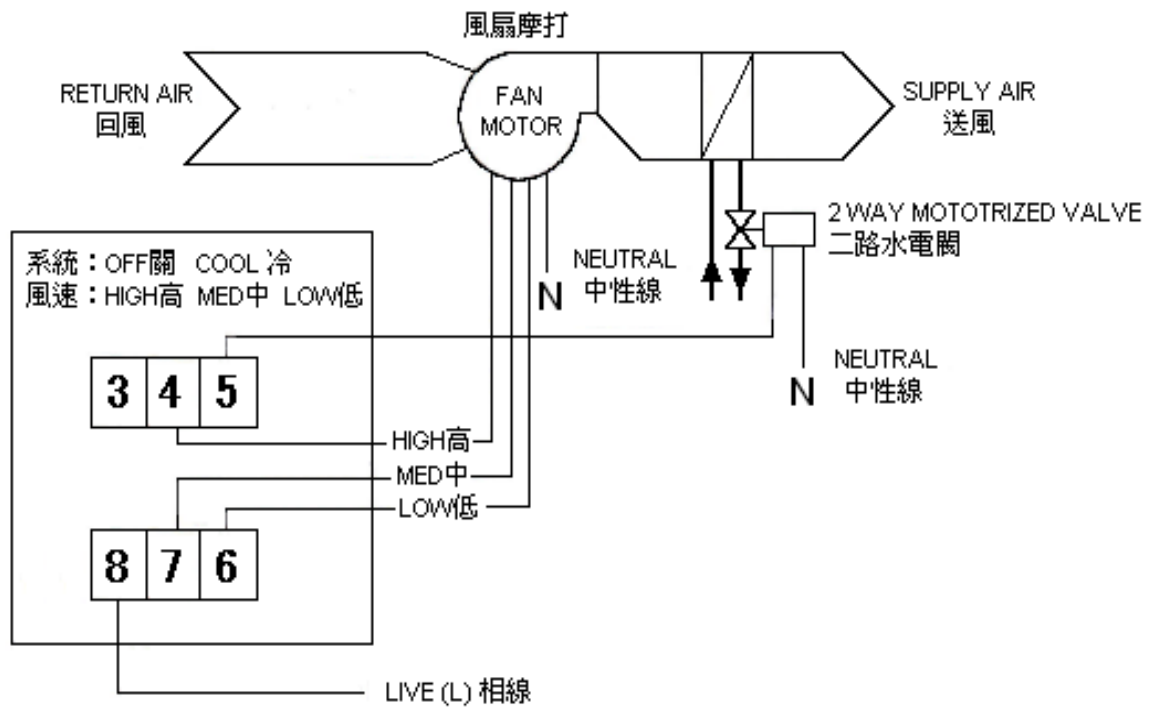 風扇摩打
RETURN AIR
回風
FAN
MOTOR
SUPPLY AIR
送風
2 WAY MOTOTRIZED VALVE
二路水電閥
系統：OFF關 COOL 冷
風速：HIGH高 MED中 LOW低
NEUTRAL
中性線
N
NEUTRAL
中性線
N
3 4 5
HIGH高
MED中
LOW低
8 7 6
LIVE (L) 相線